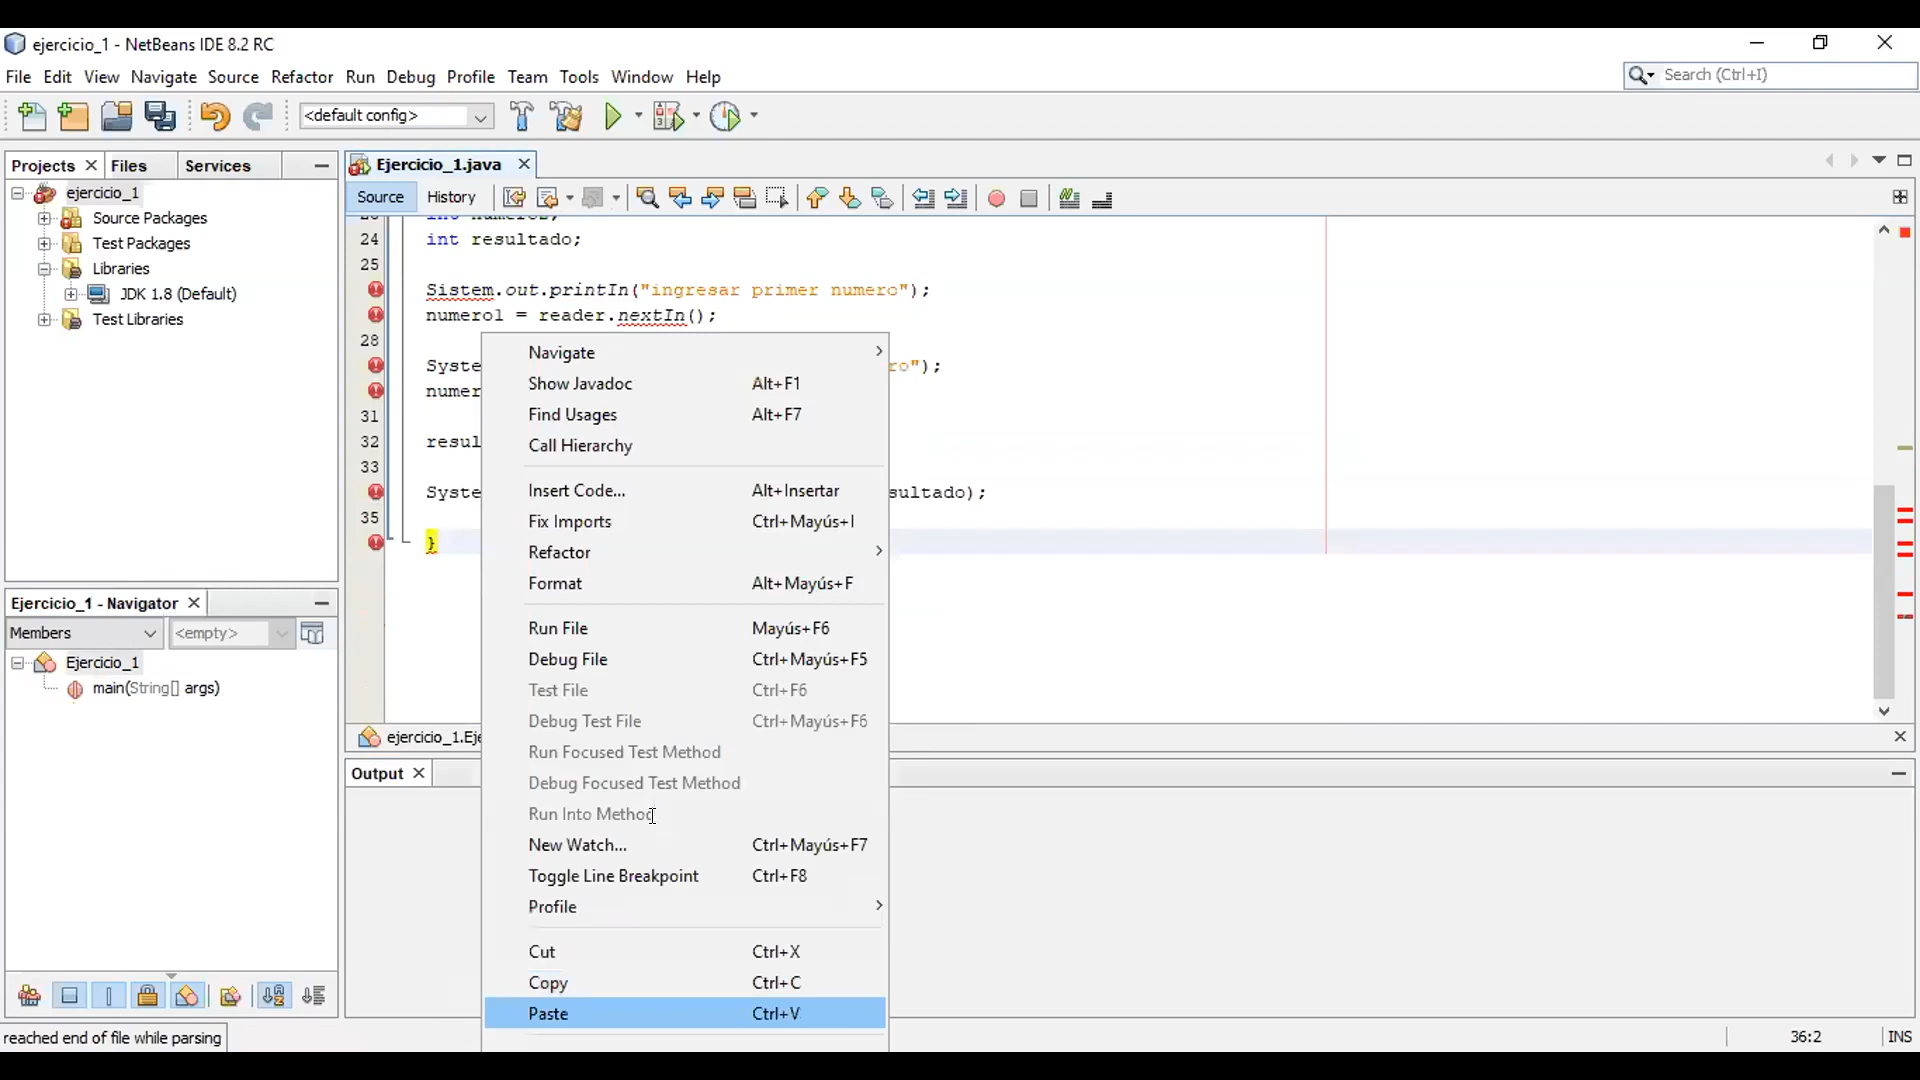 ejercicio_1 - NetBeans IDE 8.2 RC
File Edit View Navigate Source Refactor Run Debug Profile Team Tools Window Help
Search (Ctrl+I)
<default config>
Projects Files Services
Ejercicio_1.java
ejercicio_1
Source History
Source Packages
Test Packages
Libraries
JDK 1.8 (Default)
Test Libraries
24 int resultado;
25
Sistem.out.printIn("ingresar primer numero");
numero1 = reader.nextIn();
28
Syste ro");
numer
31
32 resul
33
Syste sultado);
35
}
Navigate
Show Javadoc Alt+F1
Find Usages Alt+F7
Call Hierarchy
Insert Code... Alt+Insertar
Fix Imports Ctrl+Mayús+I
Refactor
Format Alt+Mayús+F
Run File Mayús+F6
Debug File Ctrl+Mayús+F5
Test File Ctrl+F6
Debug Test File Ctrl+Mayús+F6
Run Focused Test Method
Debug Focused Test Method
Run Into Method
New Watch... Ctrl+Mayús+F7
Toggle Line Breakpoint Ctrl+F8
Profile
Cut Ctrl+X
Copy Ctrl+C
Paste Ctrl+V
Ejercicio_1 - Navigator
Members <empty>
Ejercicio_1
main(String[] args)
ejercicio_1.Eje
Output
reached end of file while parsing
36:2 INS